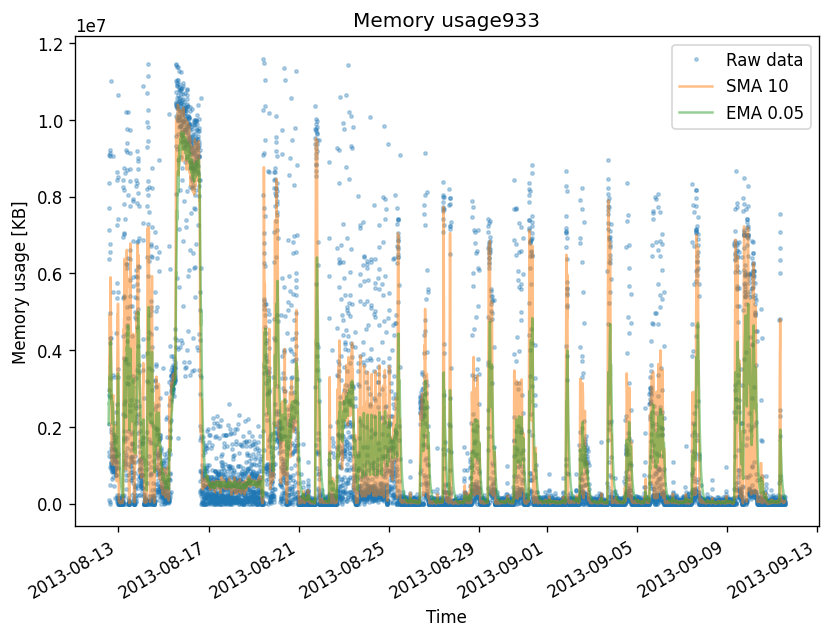 Memory usage933
1e7
Raw data
SMA 10
EMA 0.05
1.2
1.0
0.8
0.6
0.4
0.2
0.0
Memory usage [KB]
2013-08-13
2013-08-17
2013-08-21
2013-08-25
2013-08-29
2013-09-01
2013-09-05
2013-09-09
2013-09-13
Time